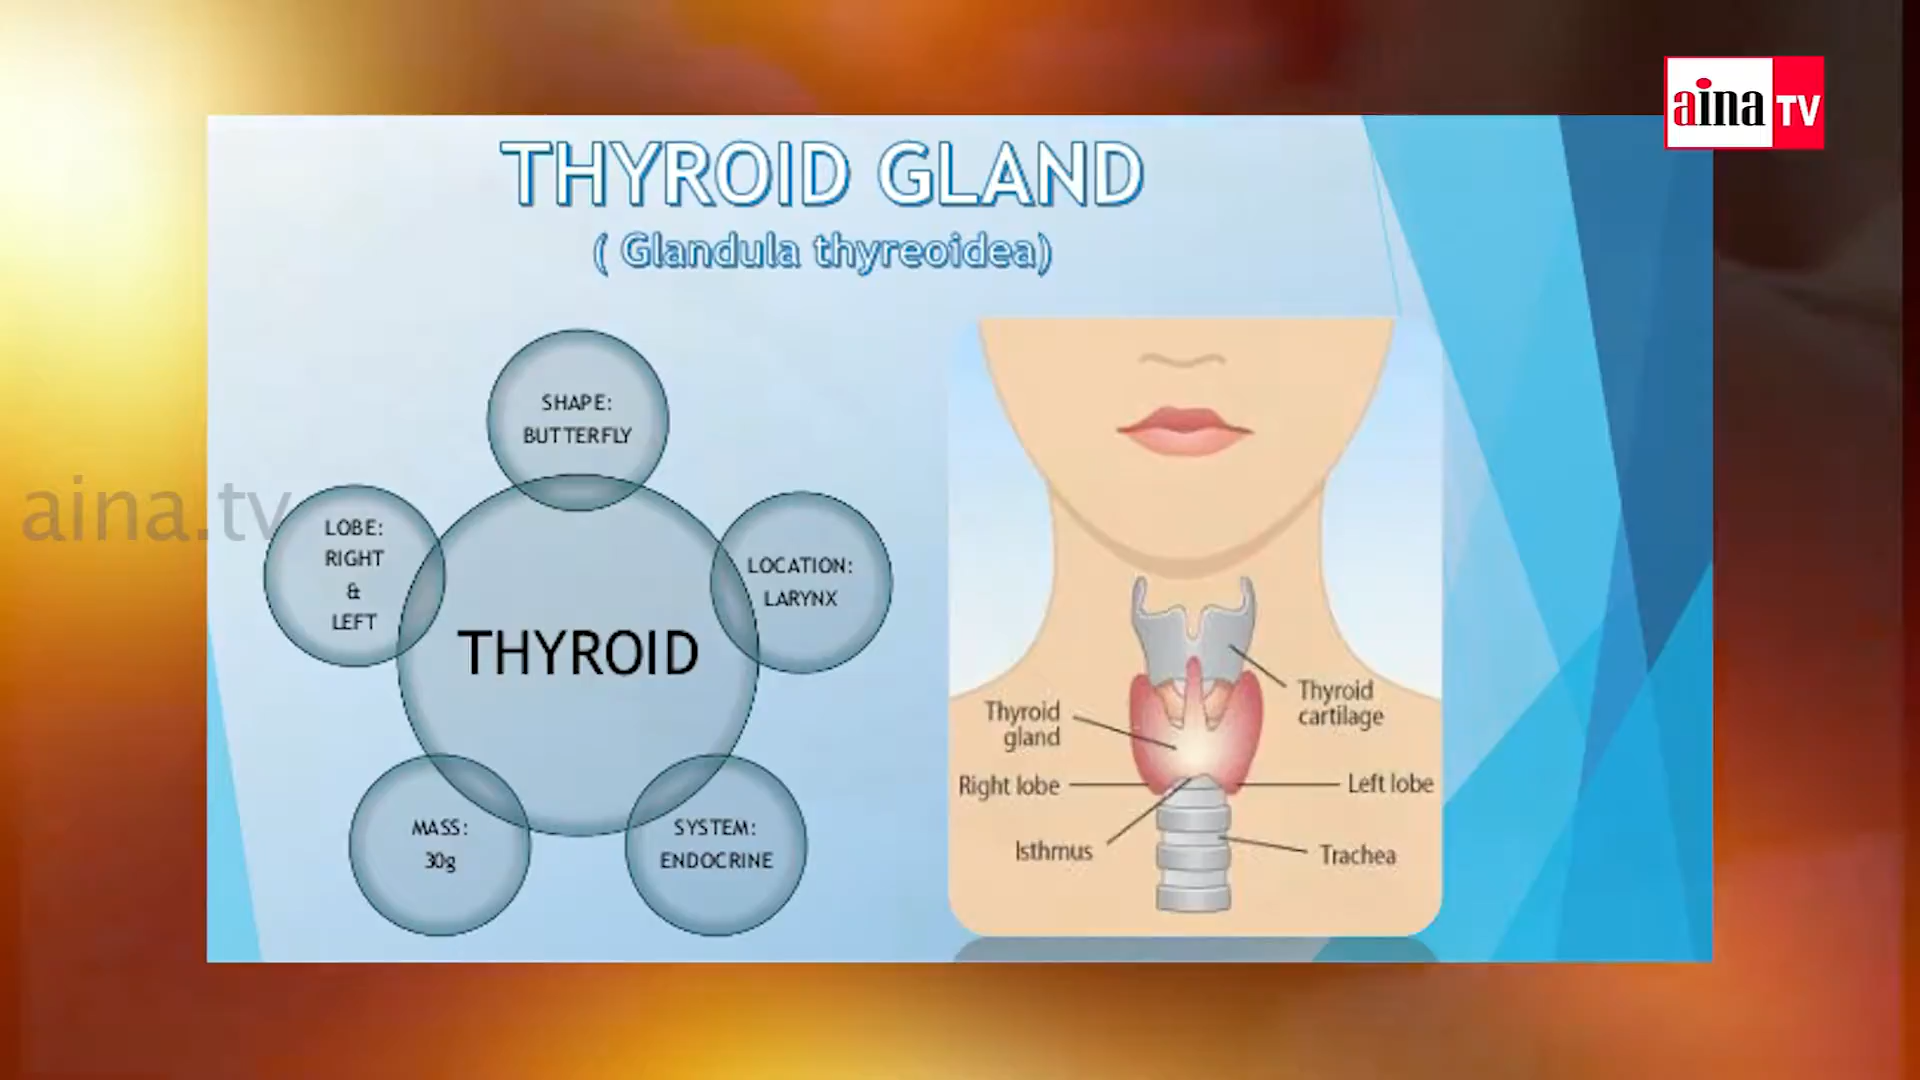 aina TV
THYROID GLAND
( Glandula thyreoidea)
SHAPE:
BUTTERFLY
aina.tv
LOBE:
RIGHT
&
LEFT
LOCATION:
LARYNX
THYROID
MASS:
30g
SYSTEM:
ENDOCRINE
Thyroid
cartilage
Thyroid
gland
Right lobe
Left lobe
Isthmus
Trachea